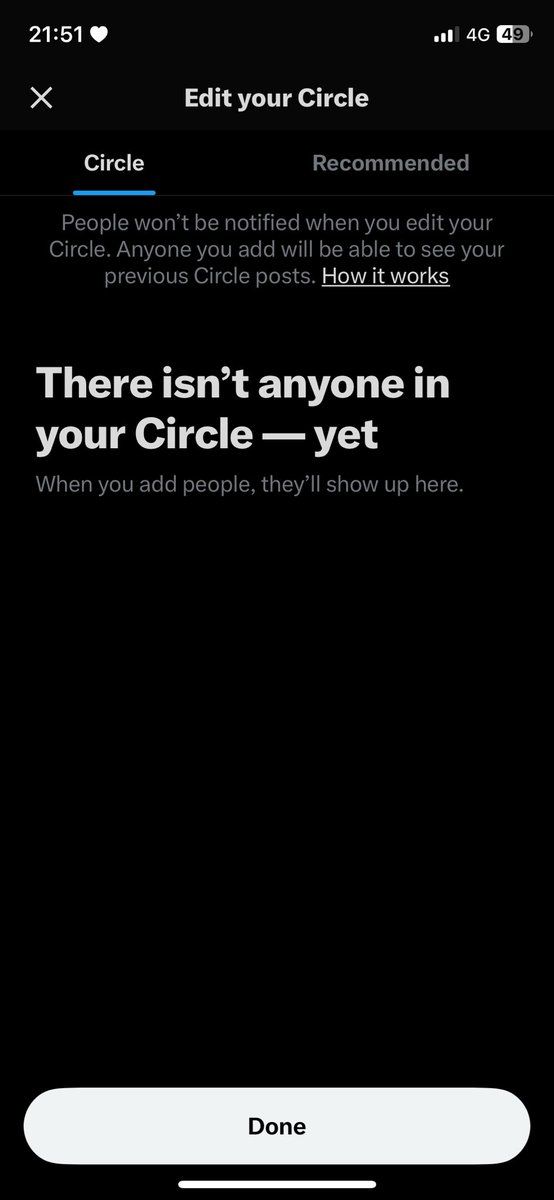 21:51 4G 49
Edit your Circle
Circle Recommended
People won’t be notified when you edit your
Circle. Anyone you add will be able to see your
previous Circle posts. How it works
There isn’t anyone in
your Circle — yet
When you add people, they’ll show up here.
Done